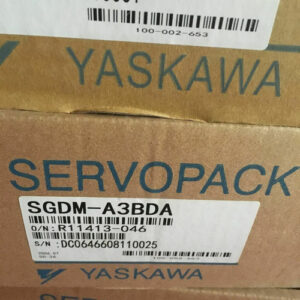 100-002-653
YASKAWA
SERVOPACK
SGDM-A3BDA
O/N: R11413-046
S/N: DC0646608110025
YASKAWA